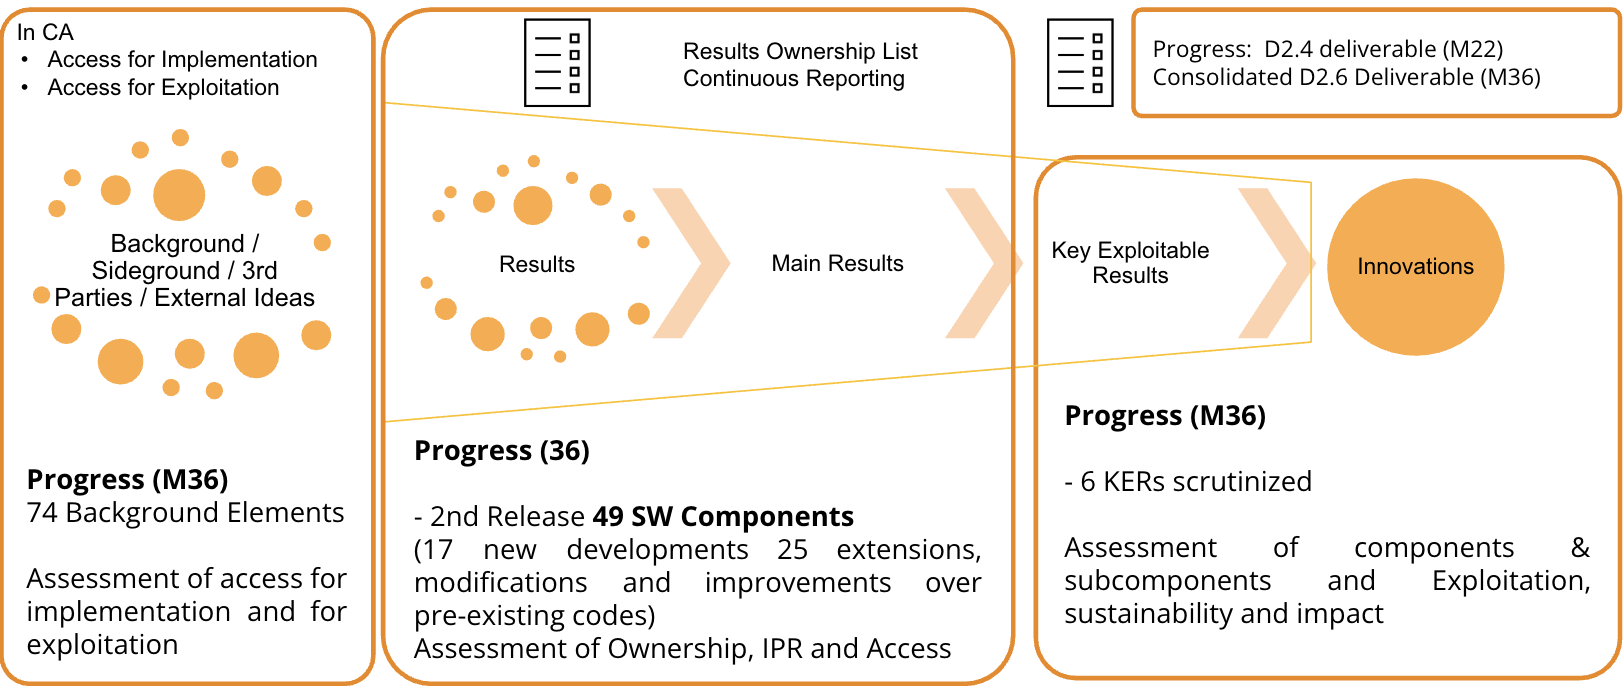 In CA
• Access for Implementation
• Access for Exploitation
Background /
Sideground / 3rd
Parties / External Ideas
Progress (M36)
74 Background Elements
Assessment of access for
implementation and for
exploitation
Results Ownership List
Continuous Reporting
Results
Main Results
Progress (36)
- 2nd Release 49 SW Components
(17 new developments 25 extensions,
modifications and improvements over
pre-existing codes)
Assessment of Ownership, IPR and Access
Progress: D2.4 deliverable (M22)
Consolidated D2.6 Deliverable (M36)
Key Exploitable
Results
Innovations
Progress (M36)
- 6 KERs scrutinized
Assessment of components &
subcomponents and Exploitation,
sustainability and impact